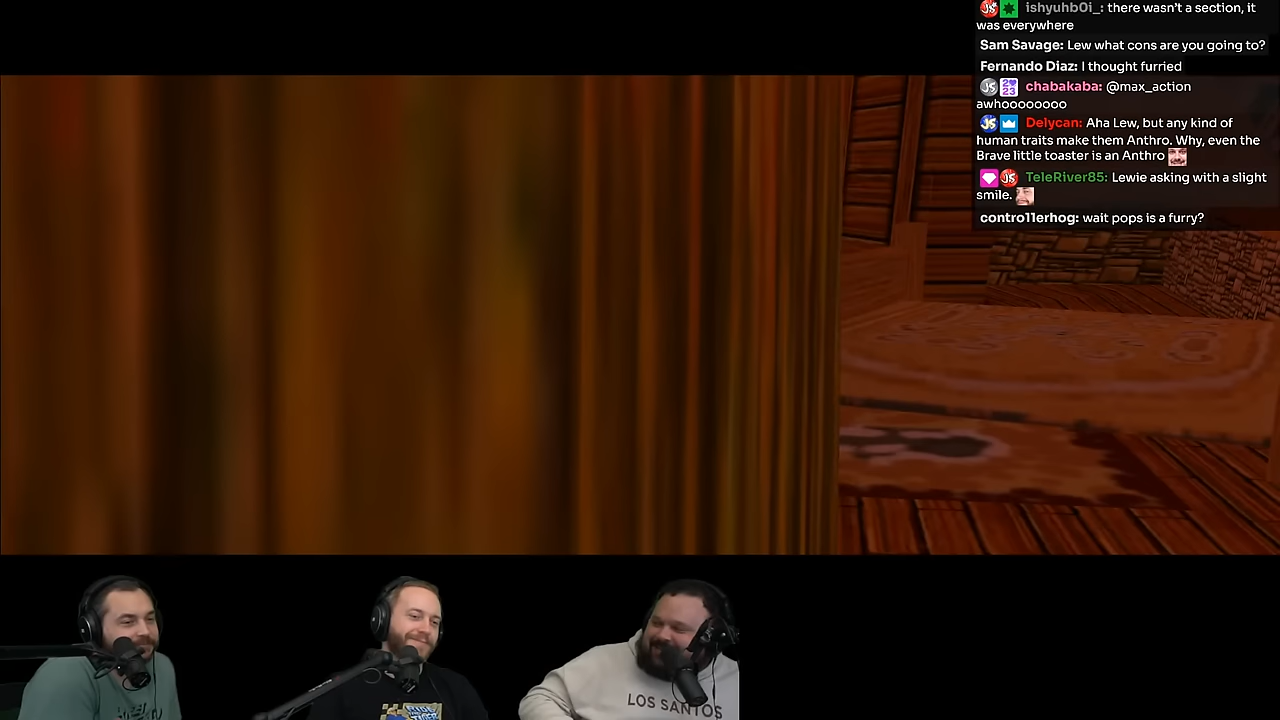 ishyuhb0i_: there wasn't a section, it
was everywhere
Sam Savage: Lew what cons are you going to?
Fernando Diaz: I thought furried
chabakaba: @max_action
awhoooooooo
Delycan: Aha Lew, but any kind of
human traits make them Anthro. Why, even the
Brave little toaster is an Anthro
TeleRiver85: Lewie asking with a slight
smile.
contro11erhog: wait pops is a furry?
LOS SANTOS